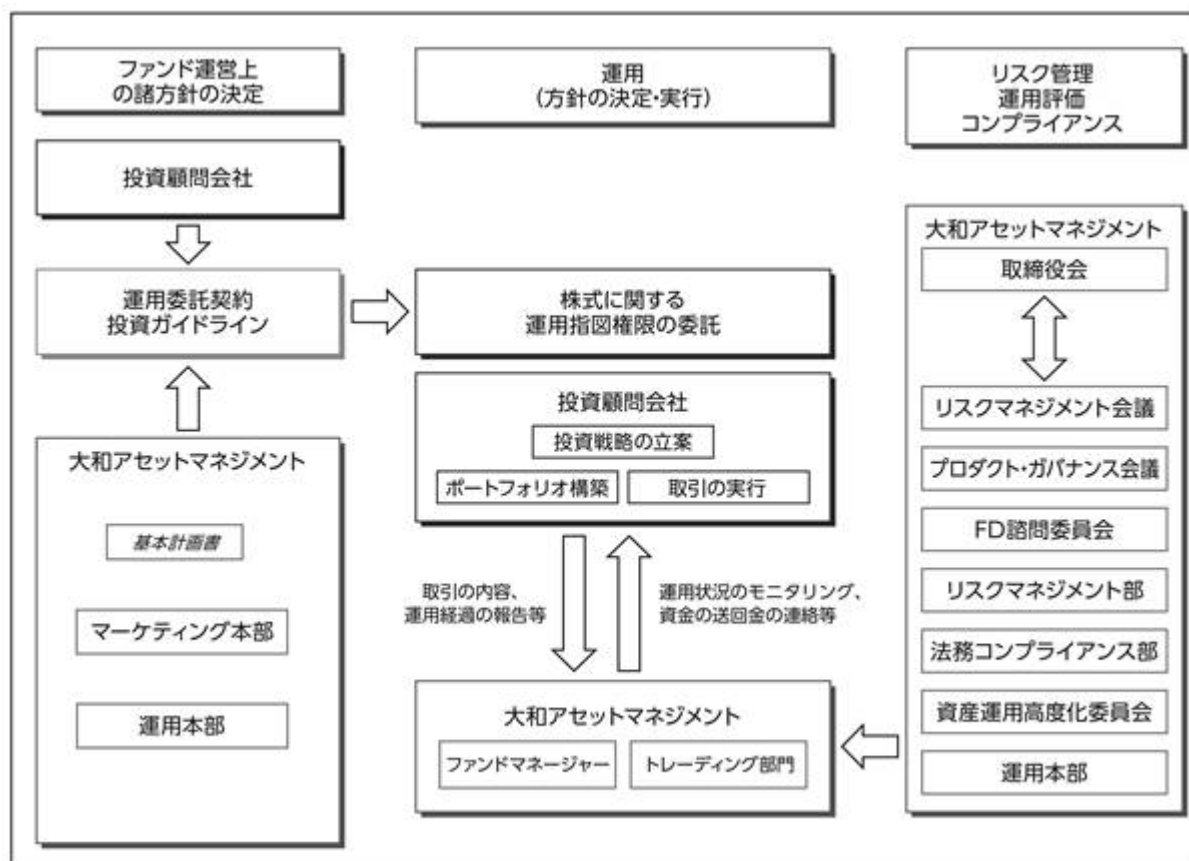 ファンド運営上
の諸方針の決定
投資顧問会社
運用委託契約
投資ガイドライン
大和アセットマネジメント
基本計画書
マーケティング本部
運用本部
運用
(方針の決定・実行)
株式に関する
運用指図権限の委託
投資顧問会社
投資戦略の立案
ポートフォリオ構築
取引の実行
取引の内容、
運用経過の報告等
運用状況のモニタリング、
資金の送回金の連絡等
大和アセットマネジメント
ファンドマネージャー
トレーディング部門
リスク管理
運用評価
コンプライアンス
大和アセットマネジメント
取締役会
リスクマネジメント会議
プロダクト・ガバナンス会議
FD諮問委員会
リスクマネジメント部
法務コンプライアンス部
資産運用高度化委員会
運用本部